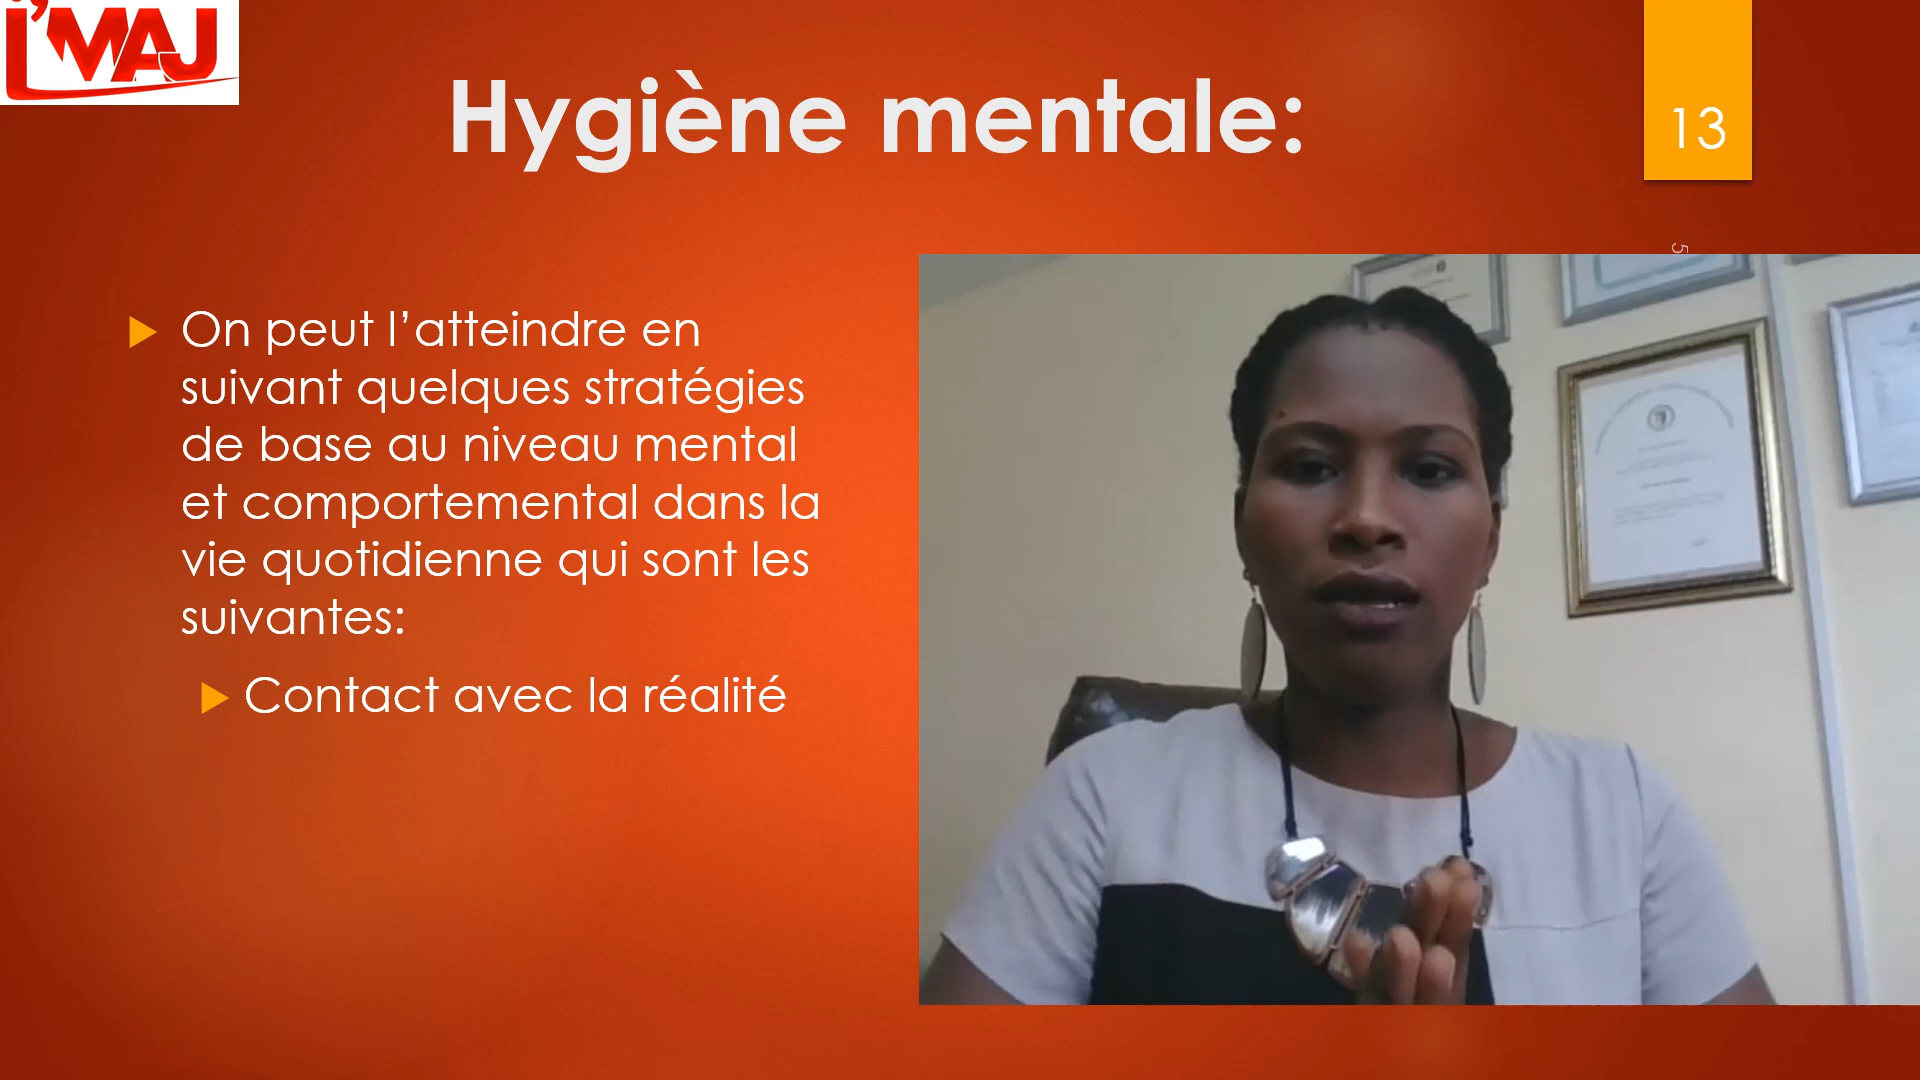 I'MAJ
Hygiène mentale:
13
5
On peut l’atteindre en
suivant quelques stratégies
de base au niveau mental
et comportemental dans la
vie quotidienne qui sont les
suivantes:
Contact avec la réalité